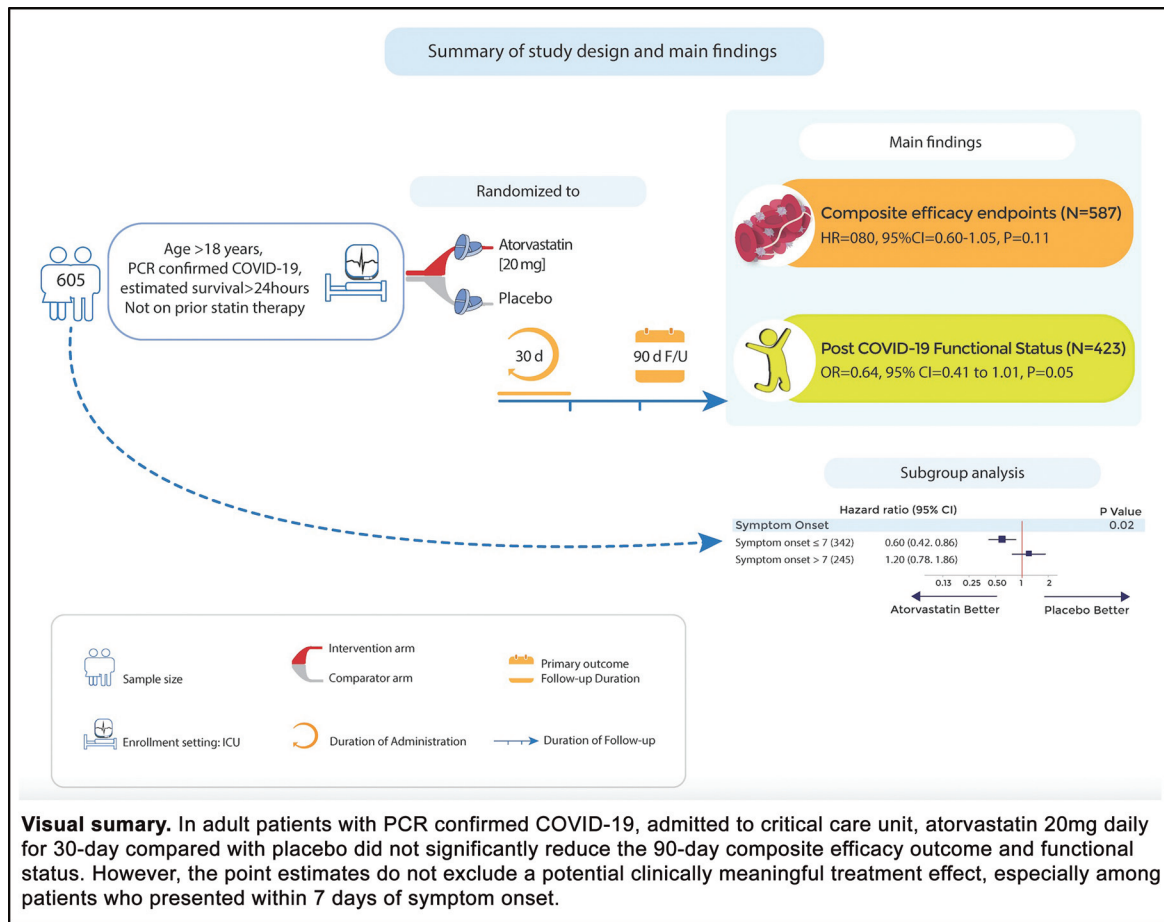 Summary of study design and main findings
605
Age >18 years,
PCR confirmed COVID-19,
estimated survival>24hours
Not on prior statin therapy
Randomized to
Atorvastatin
[20 mg]
Placebo
30 d
90 d F/U
Main findings
Composite efficacy endpoints (N=587)
HR=080, 95%CI=0.60-1.05, P=0.11
Post COVID-19 Functional Status (N=423)
OR=0.64, 95% CI=0.41 to 1.01, P=0.05
Subgroup analysis
Hazard ratio (95% CI) P Value
Symptom Onset 0.02
Symptom onset ≤ 7 (342) 0.60 (0.42, 0.86)
Symptom onset > 7 (245) 1.20 (0.78. 1.86)
0.13 0.25 0.50 1 2
Atorvastatin Better Placebo Better
Sample size
Intervention arm
Comparator arm
Primary outcome
Follow-up Duration
Enrollment setting: ICU
Duration of Administration
Duration of Follow-up
Visual sumary. In adult patients with PCR confirmed COVID-19, admitted to critical care unit, atorvastatin 20mg daily
for 30-day compared with placebo did not significantly reduce the 90-day composite efficacy outcome and functional
status. However, the point estimates do not exclude a potential clinically meaningful treatment effect, especially among
patients who presented within 7 days of symptom onset.